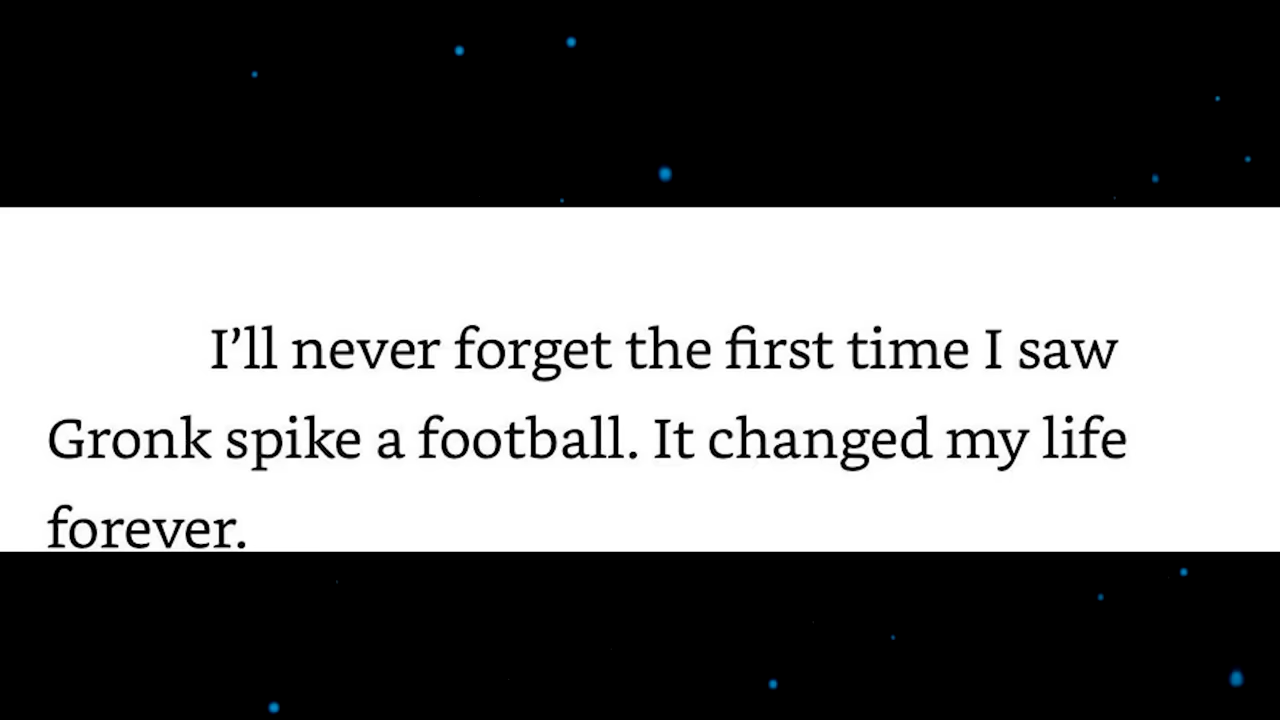 I’ll never forget the first time I saw
Gronk spike a football. It changed my life
forever.